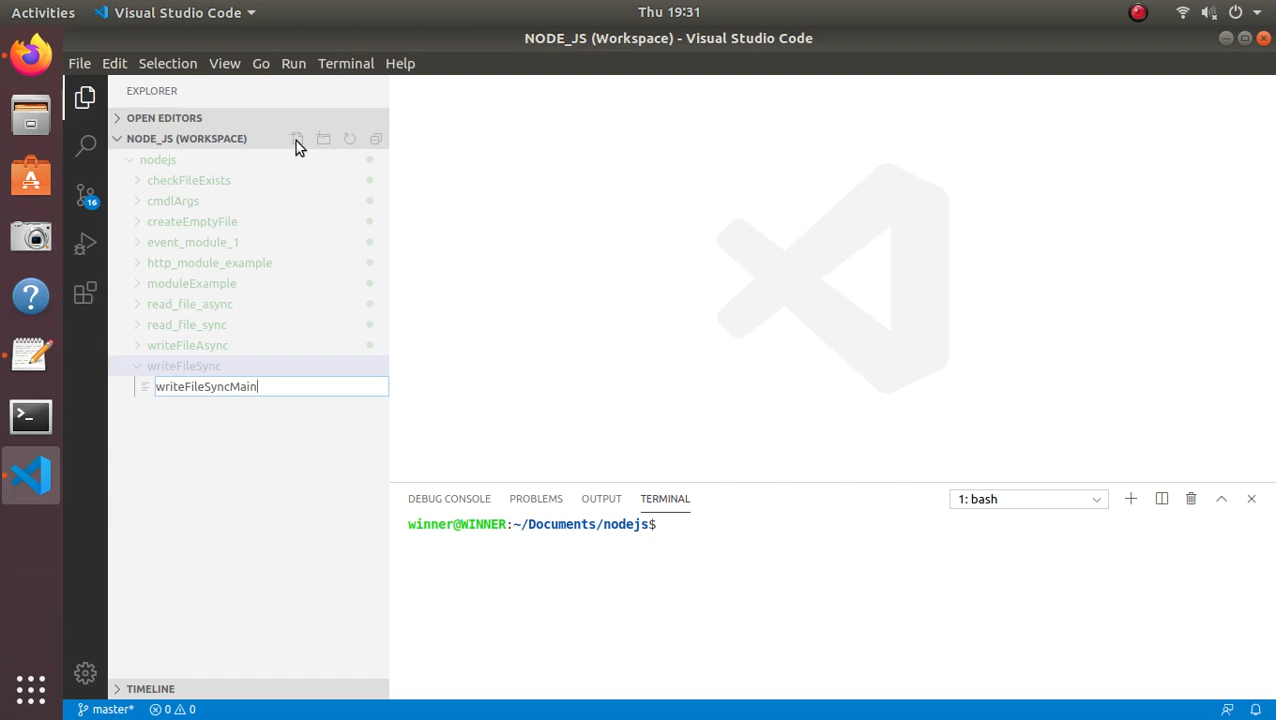 Activities
Visual Studio Code
Thu 19:31
NODE_JS (Workspace) - Visual Studio Code
File Edit Selection View Go Run Terminal Help
EXPLORER
OPEN EDITORS
NODE_JS (WORKSPACE)
nodejs
checkFileExists
cmdlArgs
createEmptyFile
event_module_1
http_module_example
moduleExample
read_file_async
read_file_sync
writeFileAsync
writeFileSync
writeFileSyncMain
16
DEBUG CONSOLE PROBLEMS OUTPUT TERMINAL
1: bash
winner@WINNER:~/Documents/nodejs$
TIMELINE
master* 0 0